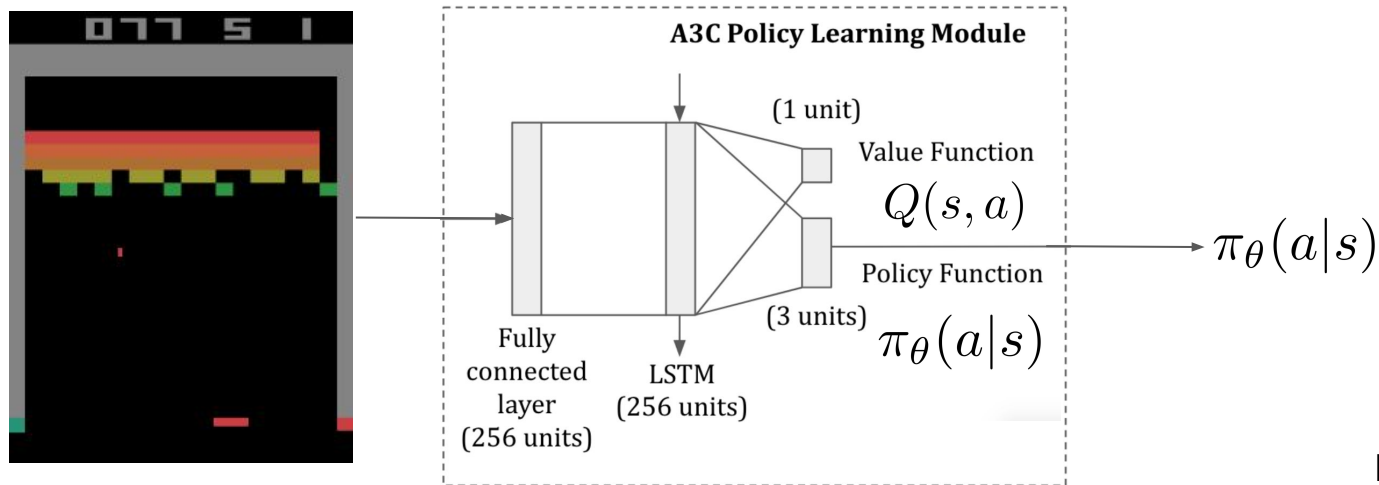 077 5 1
A3C Policy Learning Module
(1 unit)
Value Function
Q(s, a)
Policy Function
(3 units)
π_θ(a|s)
Fully
connected
layer
(256 units)
LSTM
(256 units)
π_θ(a|s)